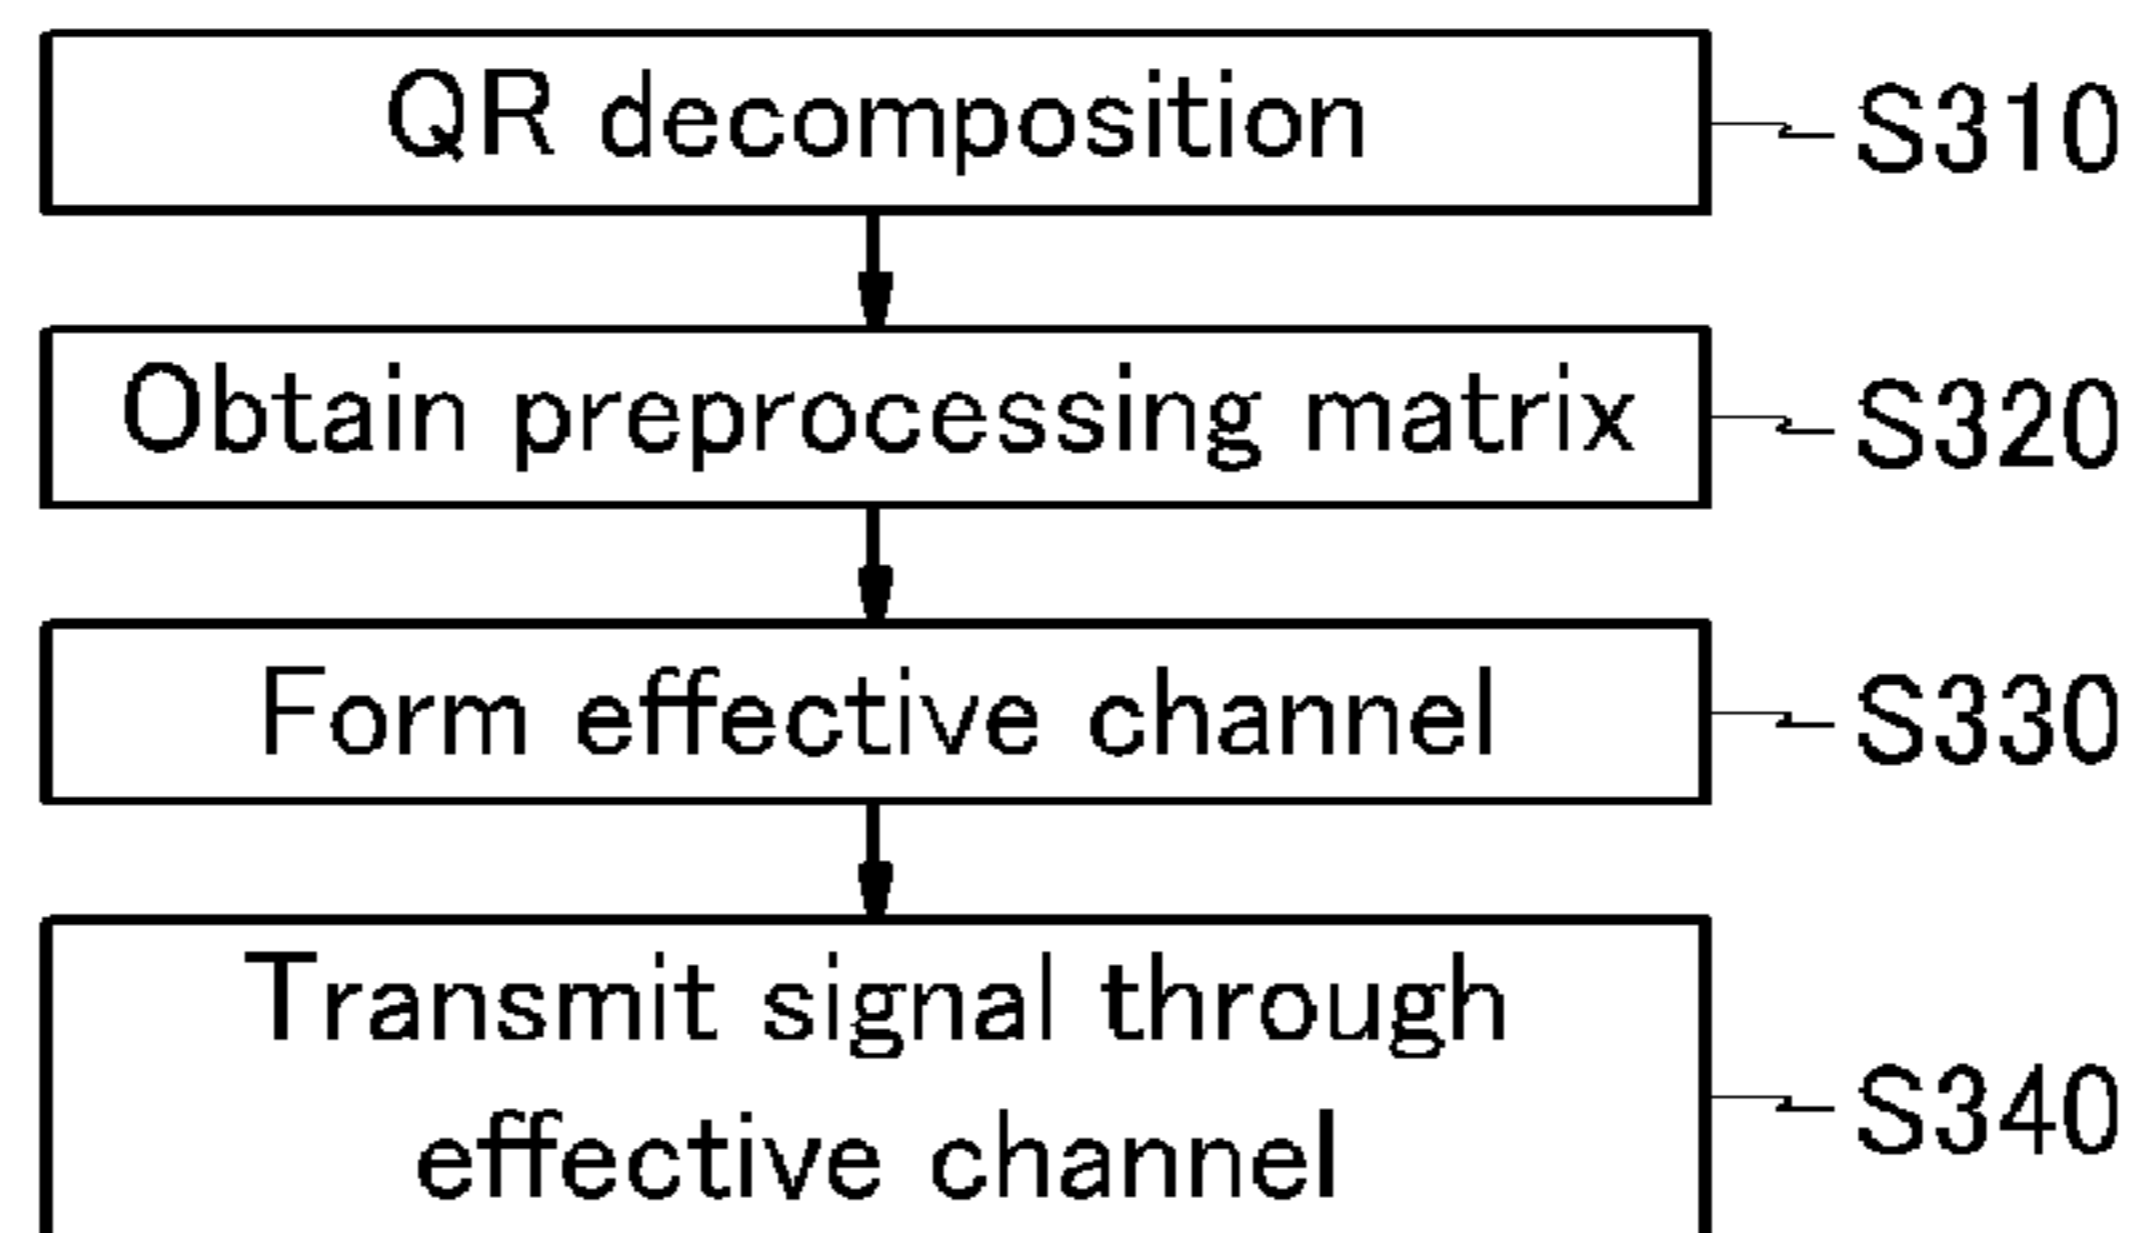 QR decomposition S310
Obtain preprocessing matrix S320
Form effective channel S330
Transmit signal through
effective channel S340